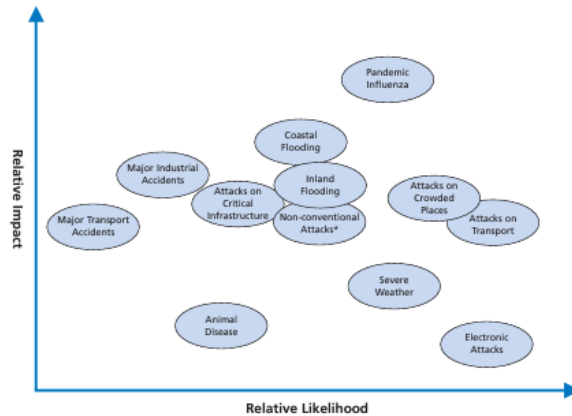 Pandemic
Influenza
Coastal
Flooding
Major Industrial
Accidents
Inland
Flooding
Attacks on
Critical
Infrastructure
Attacks on
Crowded
Places
Major Transport
Accidents
Non-conventional
Attacks*
Attacks on
Transport
Severe
Weather
Animal
Disease
Electronic
Attacks
Relative Impact
Relative Likelihood